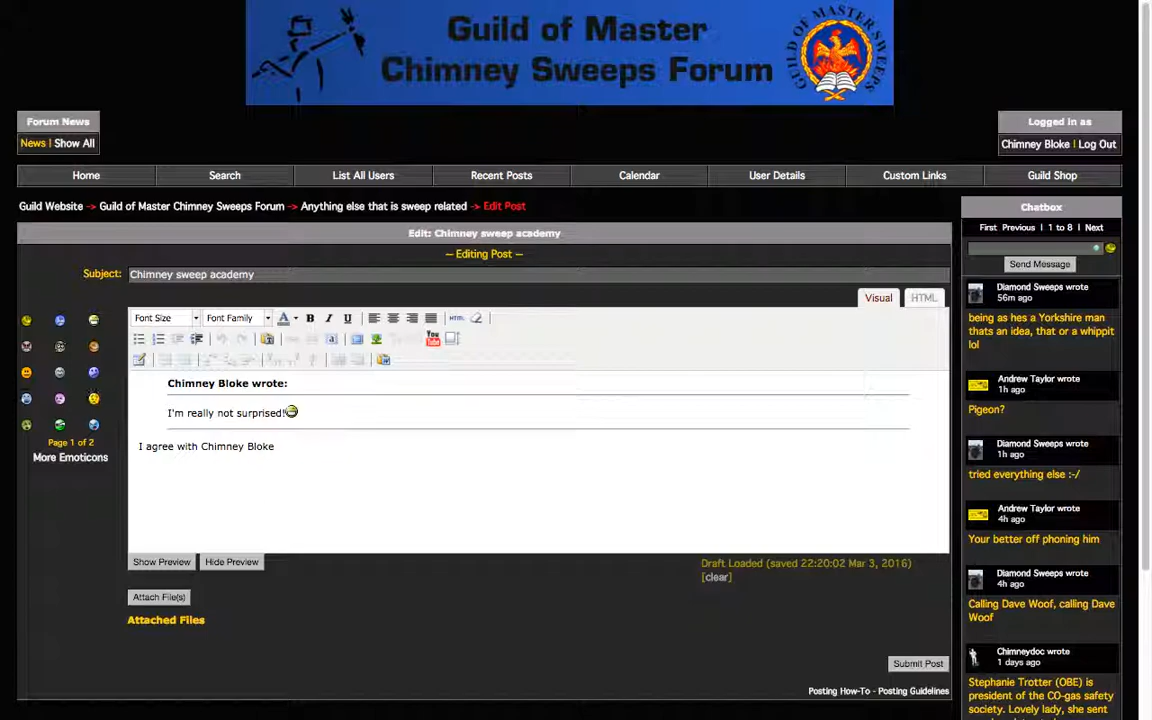 Guild of Master
Chimney Sweeps Forum
GUILD OF MASTER SWEEPS
Forum News
News | Show All
Logged in as
Chimney Bloke | Log Out
Home
Search
List All Users
Recent Posts
Calendar
User Details
Custom Links
Guild Shop
Guild Website -> Guild of Master Chimney Sweeps Forum -> Anything else that is sweep related -> Edit Post
Edit: Chimney sweep academy
-- Editing Post --
Subject:
Chimney sweep academy
Visual
HTML
Font Size
Font Family
A
B
I
U
HTML
You
Tube
Chimney Bloke wrote:
I'm really not surprised!
I agree with Chimney Bloke
Page 1 of 2
More Emoticons
Show Preview
Hide Preview
Draft Loaded (saved 22:20:02 Mar 3, 2016)
[clear]
Attach File(s)
Attached Files
Submit Post
Posting How-To - Posting Guidelines
Chatbox
First Previous | 1 to 8 | Next
Send Message
Diamond Sweeps wrote
56m ago
being as hes a Yorkshire man
thats an idea, that or a whippit
lol
Andrew Taylor wrote
1h ago
Pigeon?
Diamond Sweeps wrote
1h ago
tried everything else :-/
Andrew Taylor wrote
4h ago
Your better off phoning him
Diamond Sweeps wrote
4h ago
Calling Dave Woof, calling Dave
Woof
Chimneydoc wrote
1 days ago
Stephanie Trotter (OBE) is
president of the CO-gas safety
society. Lovely lady, she sent